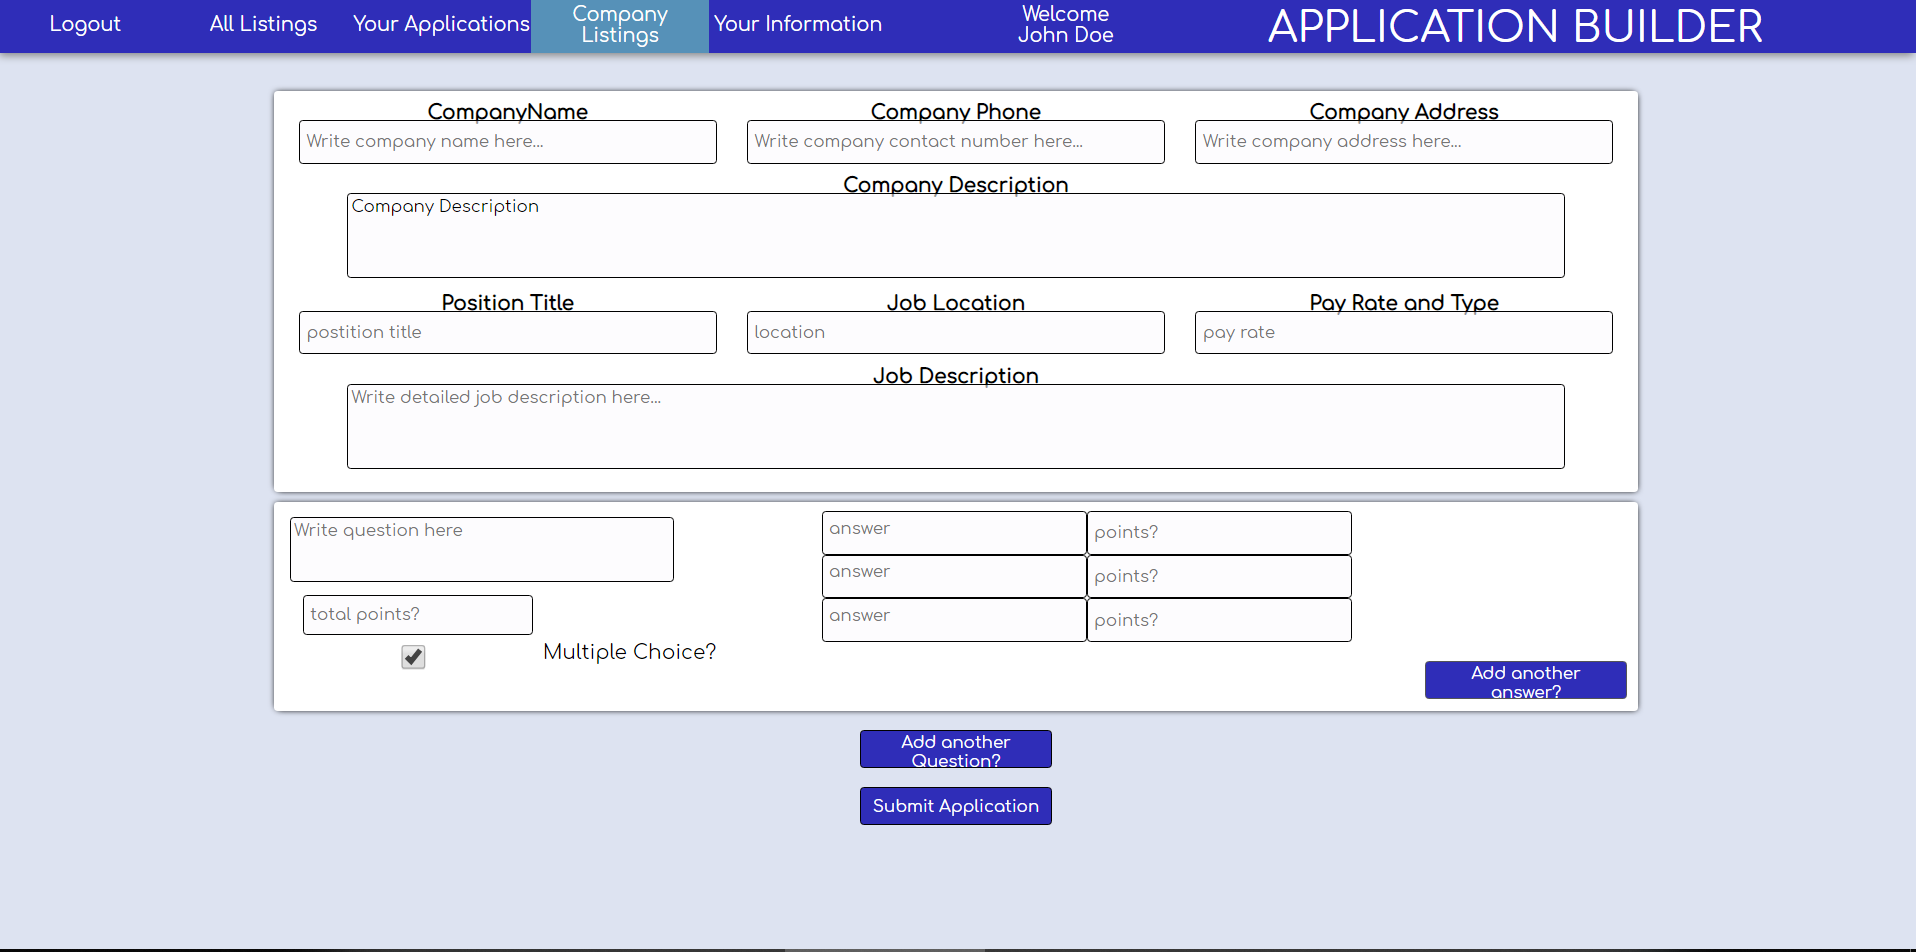 Logout
All Listings
Your Applications
Company
Listings
Your Information
Welcome
John Doe
APPLICATION BUILDER
CompanyName
Company Phone
Company Address
Write company name here...
Write company contact number here...
Write company address here...
Company Description
Company Description
Position Title
Job Location
Pay Rate and Type
postition title
location
pay rate
Job Description
Write detailed job description here...
Write question here
total points?
Multiple Choice?
answer
points?
answer
points?
answer
points?
Add another
answer?
Add another
Question?
Submit Application